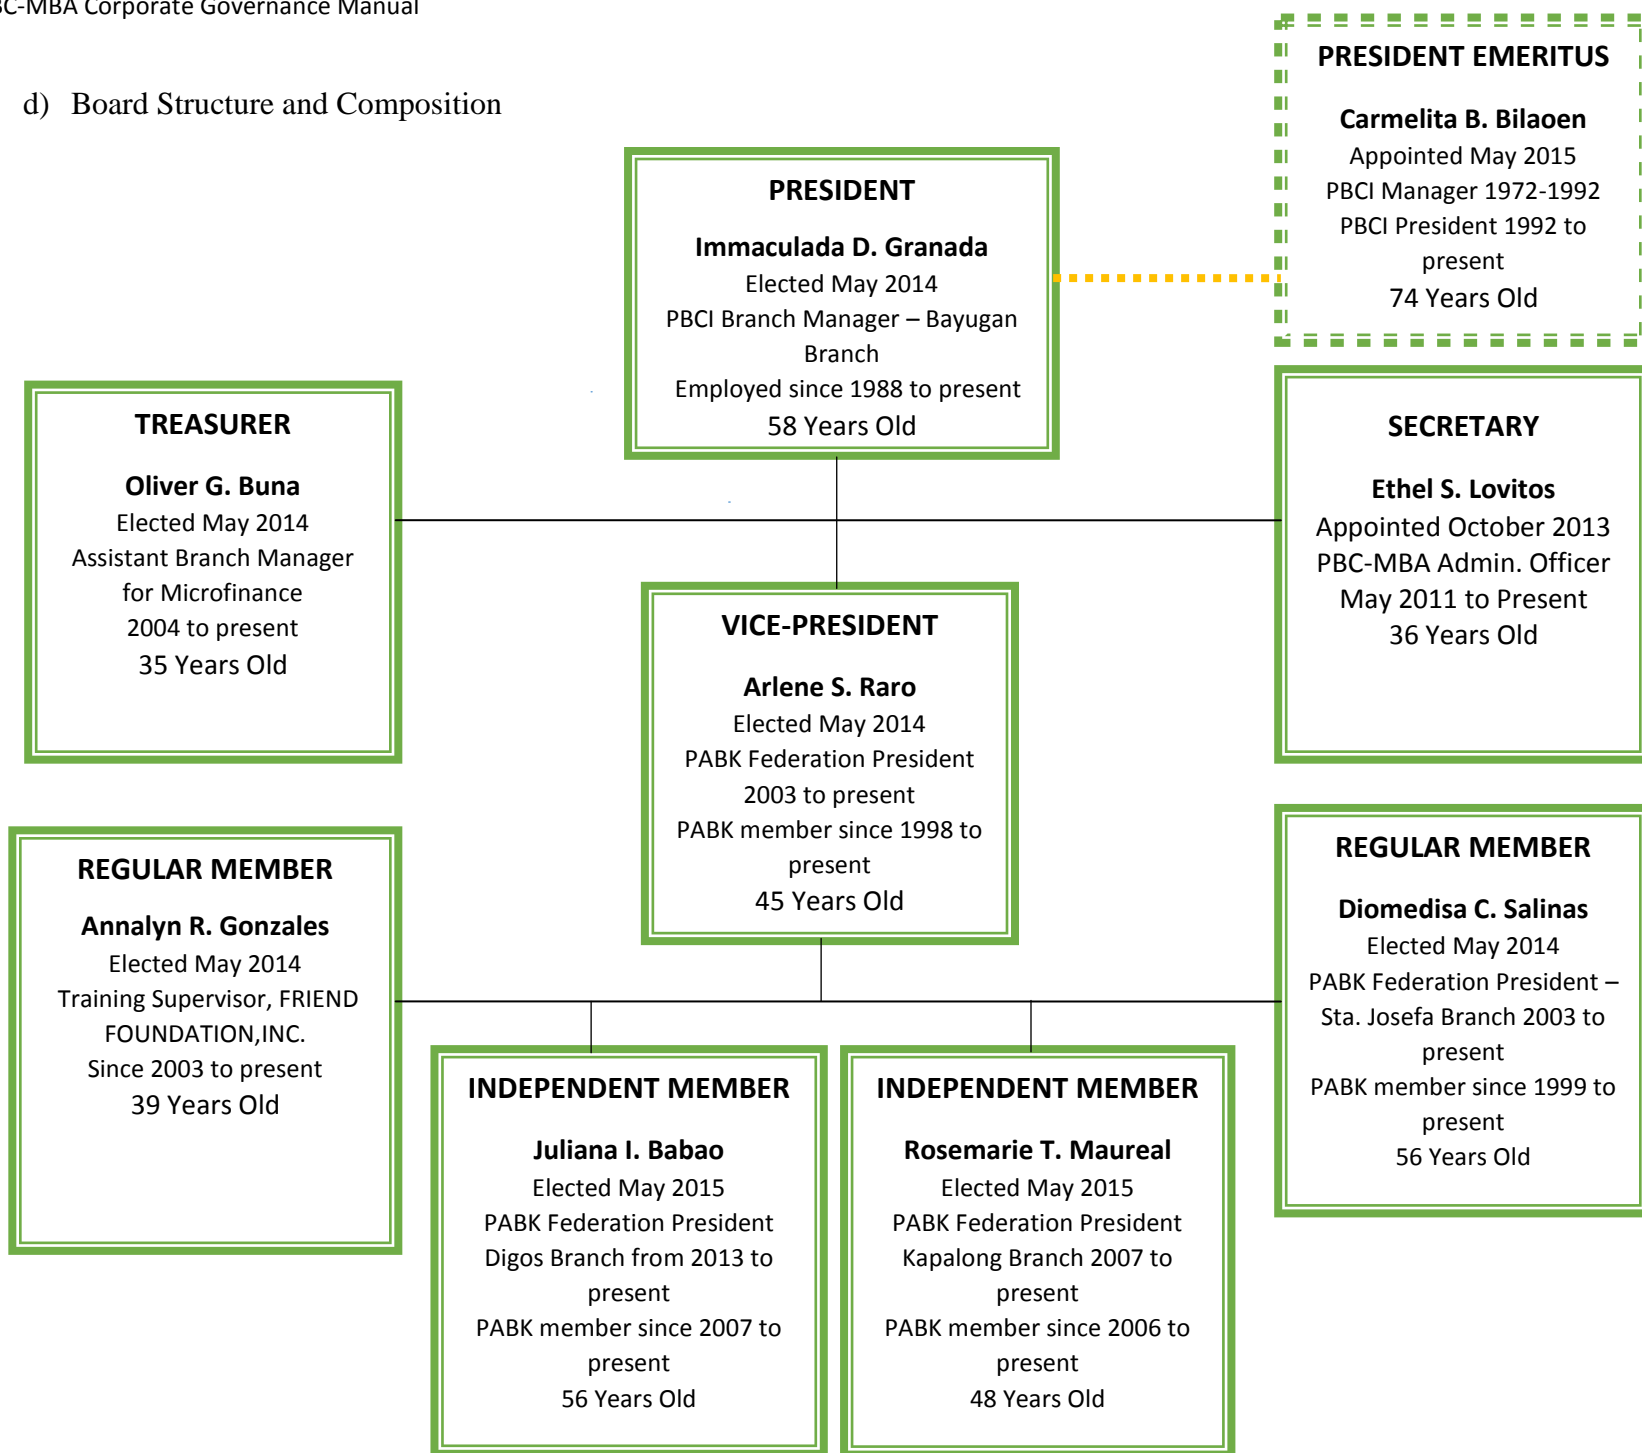 BC-MBA Corporate Governance Manual
d) Board Structure and Composition
PRESIDENT EMERITUS
Carmelita B. Bilaoen
Appointed May 2015
PBCI Manager 1972-1992
PBCI President 1992 to
present
74 Years Old
PRESIDENT
Immaculada D. Granada
Elected May 2014
PBCI Branch Manager – Bayugan
Branch
Employed since 1988 to present
58 Years Old
TREASURER
Oliver G. Buna
Elected May 2014
Assistant Branch Manager
for Microfinance
2004 to present
35 Years Old
SECRETARY
Ethel S. Lovitos
Appointed October 2013
PBC-MBA Admin. Officer
May 2011 to Present
36 Years Old
VICE-PRESIDENT
Arlene S. Raro
Elected May 2014
PABK Federation President
2003 to present
PABK member since 1998 to
present
45 Years Old
REGULAR MEMBER
Annalyn R. Gonzales
Elected May 2014
Training Supervisor, FRIEND
FOUNDATION,INC.
Since 2003 to present
39 Years Old
REGULAR MEMBER
Diomedisa C. Salinas
Elected May 2014
PABK Federation President –
Sta. Josefa Branch 2003 to
present
PABK member since 1999 to
present
56 Years Old
INDEPENDENT MEMBER
Juliana I. Babao
Elected May 2015
PABK Federation President
Digos Branch from 2013 to
present
PABK member since 2007 to
present
56 Years Old
INDEPENDENT MEMBER
Rosemarie T. Maureal
Elected May 2015
PABK Federation President
Kapalong Branch 2007 to
present
PABK member since 2006 to
present
48 Years Old